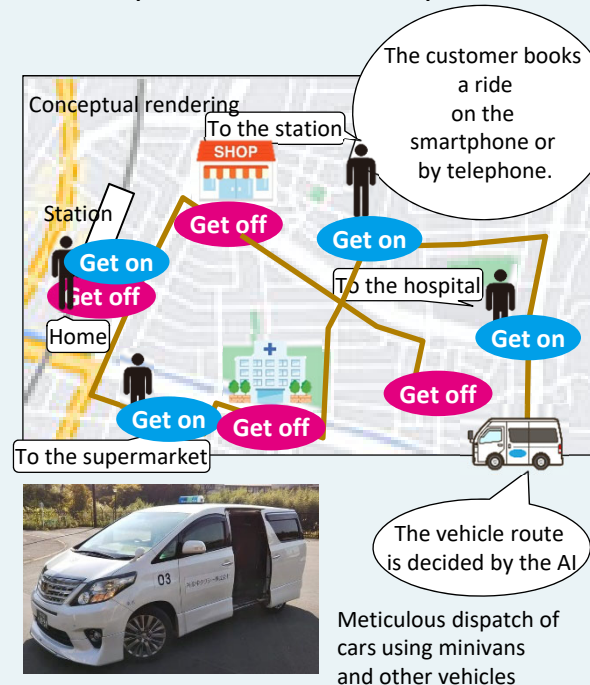 The customer books
a ride
on the
smartphone or
by telephone.
Conceptual rendering
To the station
SHOP
Station
Get off
Get on
Get on
To the hospital
Get off
Home
Get on
Get off
Get on
Get off
To the supermarket
03
The vehicle route
is decided by the AI
Meticulous dispatch of
cars using minivans
and other vehicles